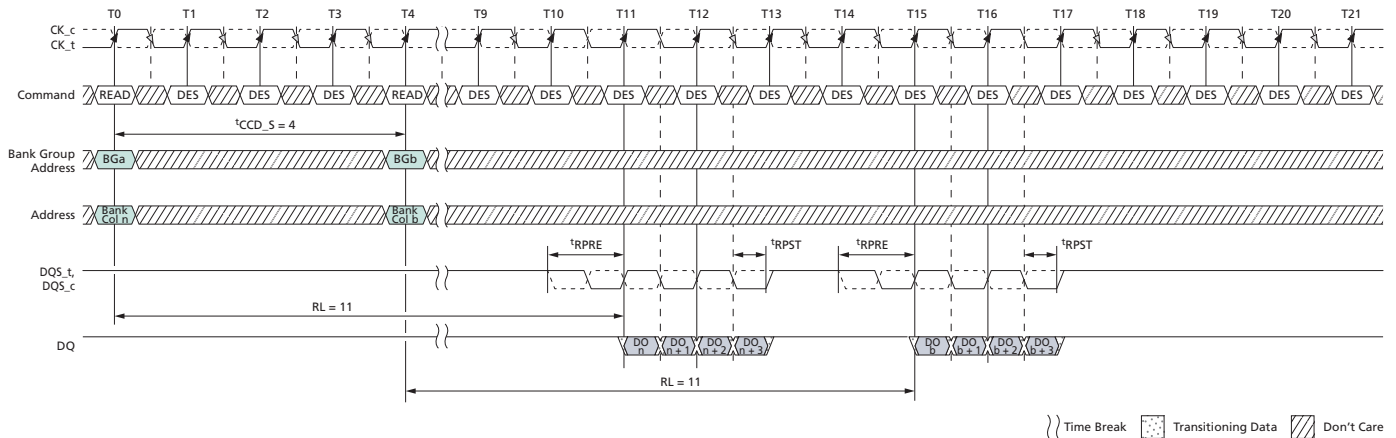 T0 T1 T2 T3 T4 T9 T10 T11 T12 T13 T14 T15 T16 T17 T18 T19 T20 T21
CK_c
CK_t
Command READ DES DES DES READ DES DES DES DES DES DES DES DES DES DES DES DES DES
tCCD_S = 4
Bank Group
Address
BGa BGb
Address
Bank
Col n
Bank
Col b
tRPRE tRPST tRPRE tRPST
DQS_t,
DQS_c
RL = 11
DQ
DO
n
DO
n + 1
DO
n + 2
DO
n + 3
DO
b
DO
b + 1
DO
b + 2
DO
b + 3
RL = 11
Time Break Transitioning Data Don't Care